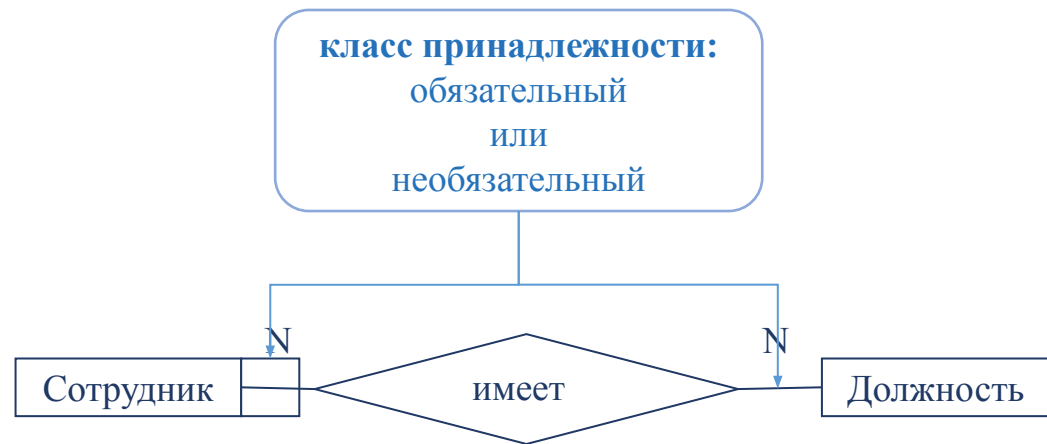 класс принадлежности:
обязательный
или
необязательный
N
N
Сотрудник
имеет
Должность